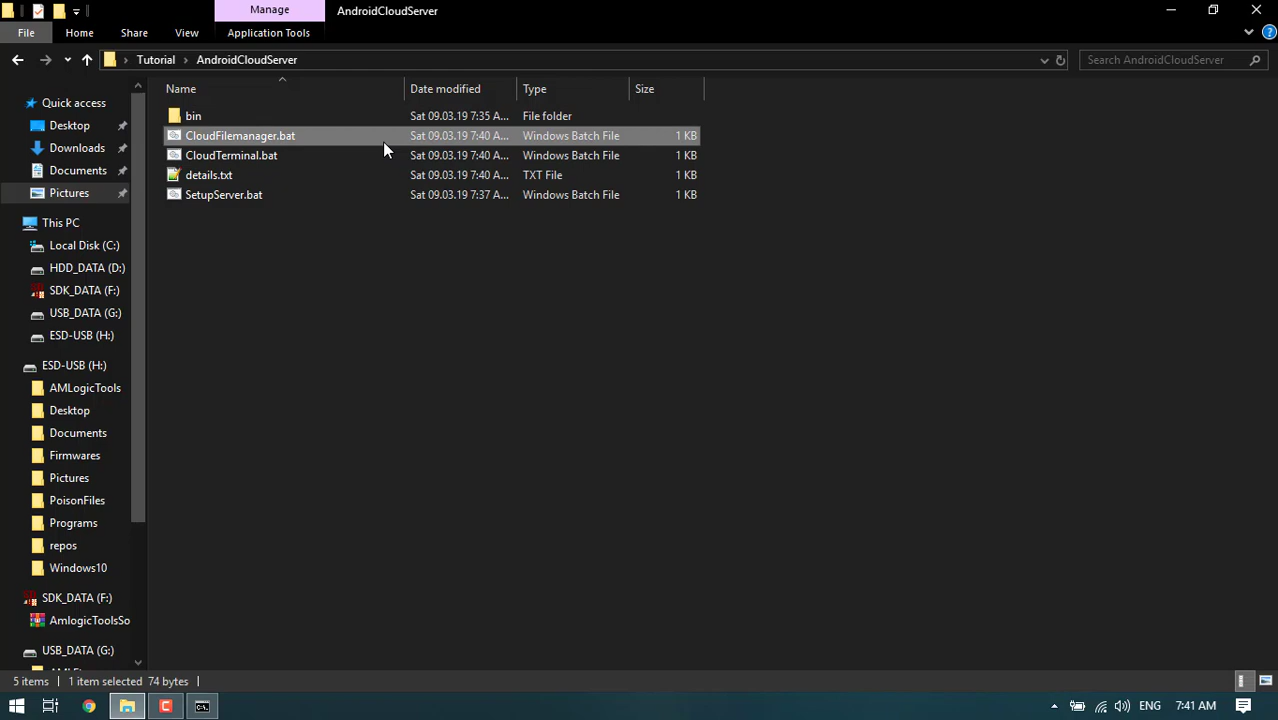 Manage
AndroidCloudServer
File
Home
Share
View
Application Tools
Tutorial
AndroidCloudServer
Search AndroidCloudServer
Quick access
Desktop
Downloads
Documents
Pictures
This PC
Local Disk (C:)
HDD_DATA (D:)
SDK_DATA (F:)
USB_DATA (G:)
ESD-USB (H:)
ESD-USB (H:)
AMLogicTools
Desktop
Documents
Firmwares
Pictures
PoisonFiles
Programs
repos
Windows10
SDK_DATA (F:)
AmlogicToolsSo
USB_DATA (G:)
Name Date modified Type Size
bin Sat 09.03.19 7:35 A... File folder
CloudFilemanager.bat Sat 09.03.19 7:40 A... Windows Batch File 1 KB
CloudTerminal.bat Sat 09.03.19 7:40 A... Windows Batch File 1 KB
details.txt Sat 09.03.19 7:40 A... TXT File 1 KB
SetupServer.bat Sat 09.03.19 7:37 A... Windows Batch File 1 KB
5 items 1 item selected 74 bytes
ENG 7:41 AM